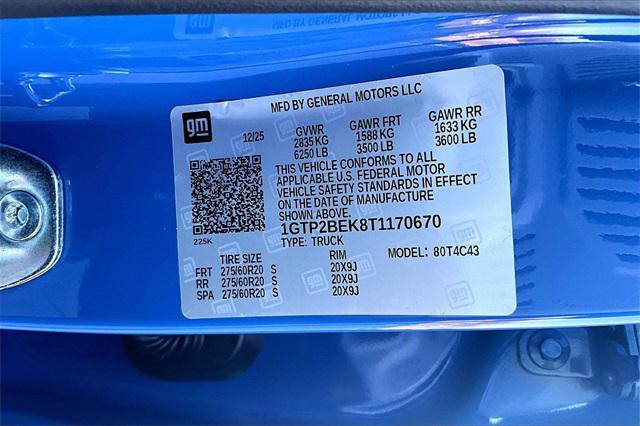 MFD BY GENERAL MOTORS LLC
gm
12/25
GVWR GAWR FRT GAWR RR
2835 KG 1588 KG 1633 KG
6250 LB 3500 LB 3600 LB
THIS VEHICLE CONFORMS TO ALL
APPLICABLE U.S. FEDERAL MOTOR
VEHICLE SAFETY STANDARDS IN EFFECT
ON THE DATE OF MANUFACTURE
SHOWN ABOVE.
225K
1GTP2BEK8T1170670
TYPE: TRUCK
MODEL: 80T4C43
TIRE SIZE RIM
FRT 275/60R20 S 20X9J
RR 275/60R20 S 20X9J
SPA 275/60R20 S 20X9J